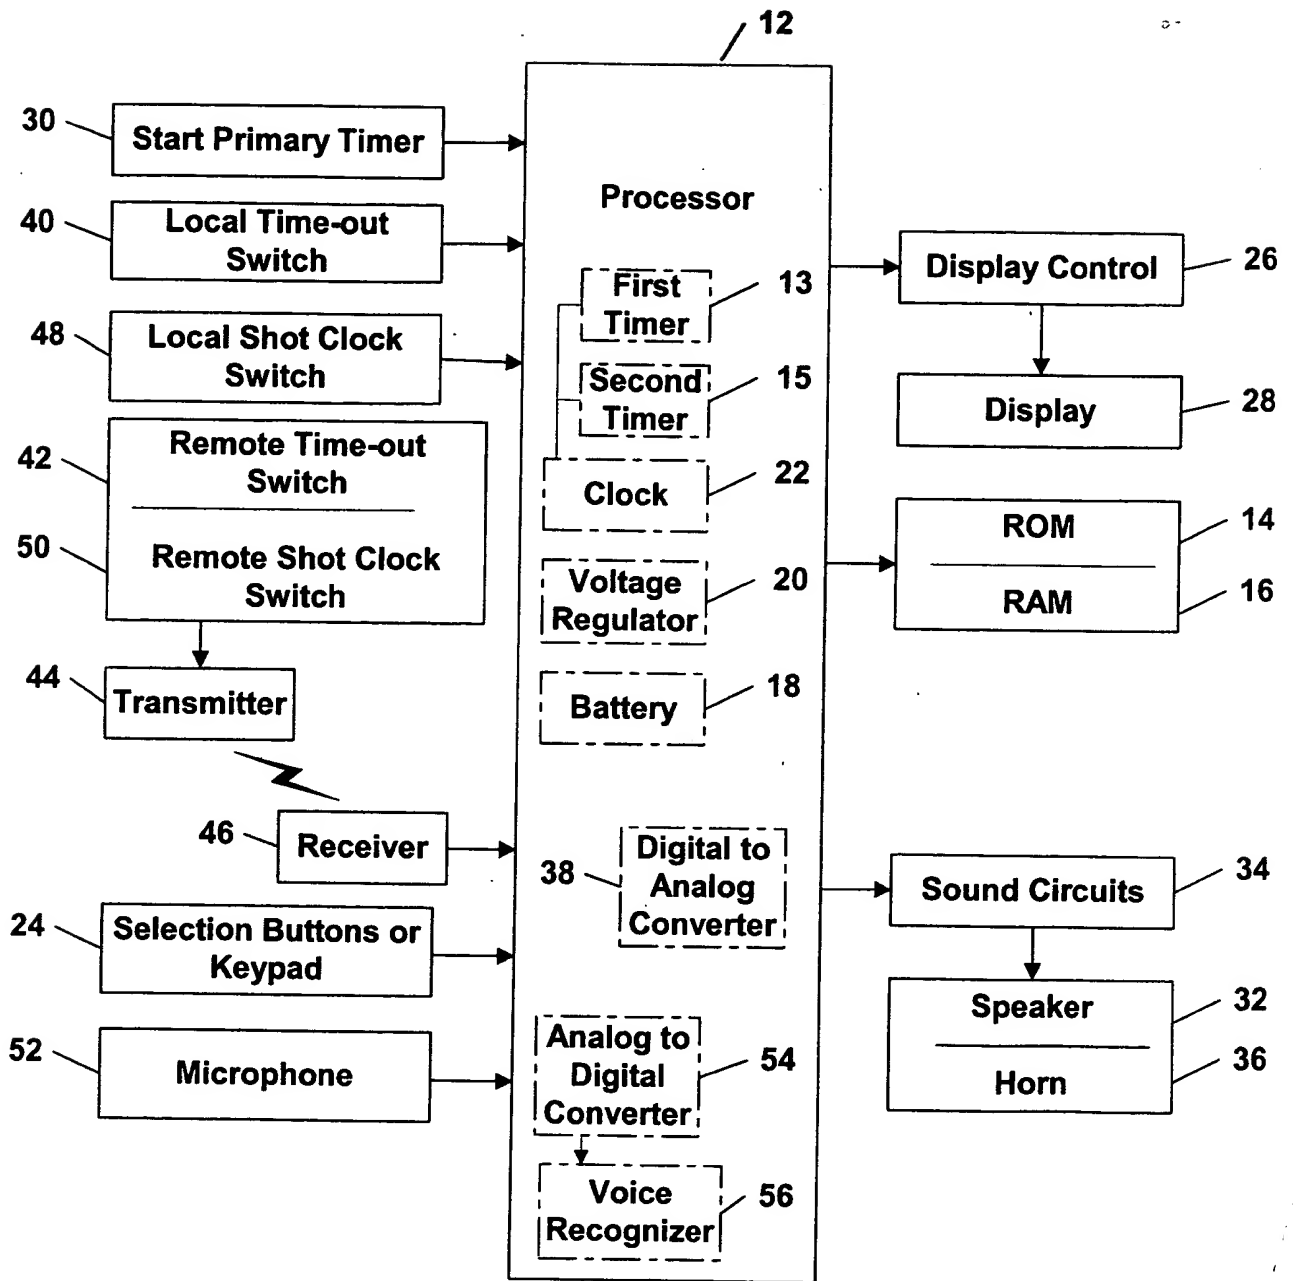 12
30
Start Primary Timer
40
Local Time-out
Switch
48
Local Shot Clock
Switch
42
Remote Time-out
Switch
50
Remote Shot Clock
Switch
44
Transmitter
46
Receiver
24
Selection Buttons or
Keypad
52
Microphone
Processor
First
Timer
13
Second
Timer
15
Clock
22
Voltage
Regulator
20
Battery
18
38
Digital to
Analog
Converter
Analog to
Digital
Converter
54
Voice
Recognizer
56
Display Control
26
Display
28
ROM
14
RAM
16
Sound Circuits
34
Speaker
32
Horn
36